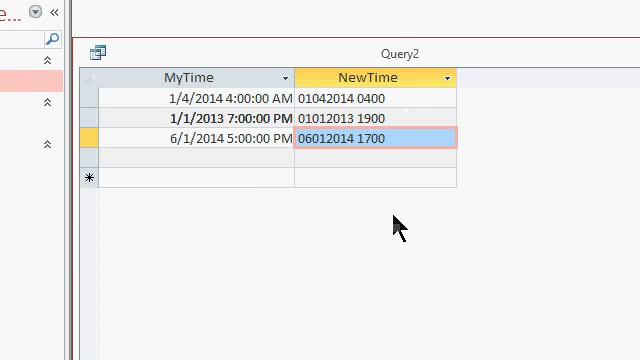 e...
Query2
MyTime NewTime
1/4/2014 4:00:00 AM 01042014 0400
1/1/2013 7:00:00 PM 01012013 1900
6/1/2014 5:00:00 PM 06012014 1700